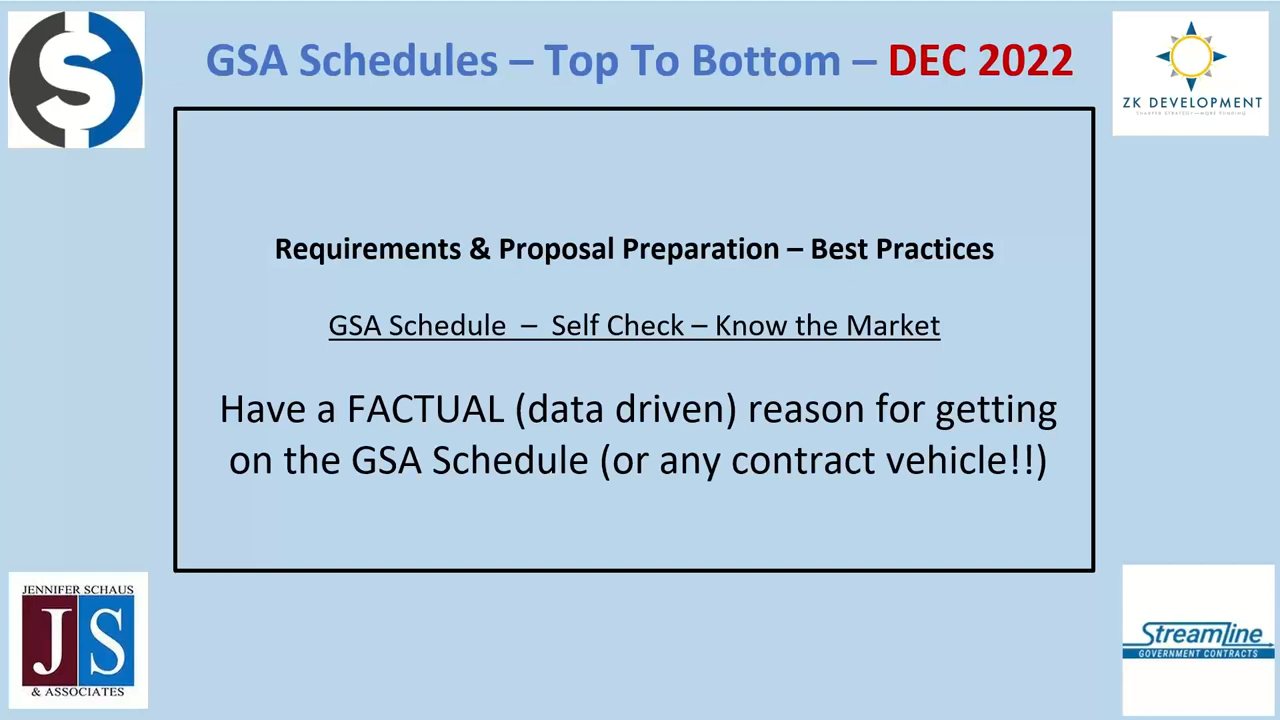 GSA Schedules – Top To Bottom – DEC 2022
ZK DEVELOPMENT
Requirements & Proposal Preparation – Best Practices
GSA Schedule – Self Check – Know the Market
Have a FACTUAL (data driven) reason for getting
on the GSA Schedule (or any contract vehicle!!)
JENNIFER SCHAUS
JS
& ASSOCIATES
Streamline
GOVERNMENT CONTRACTS